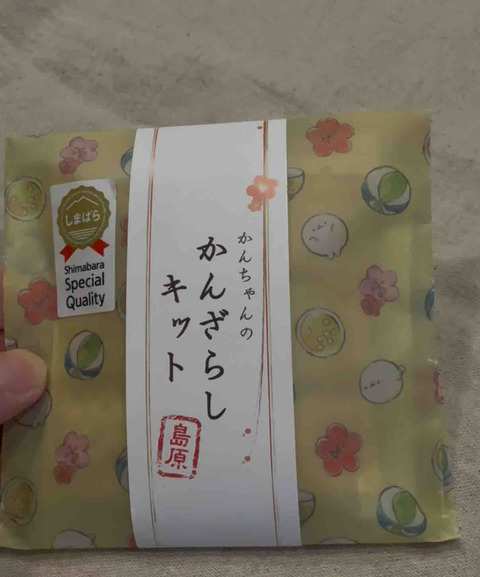 かんちゃんの
かんざらし
キット
島原
しまばら
Shimabara
Special
Quality